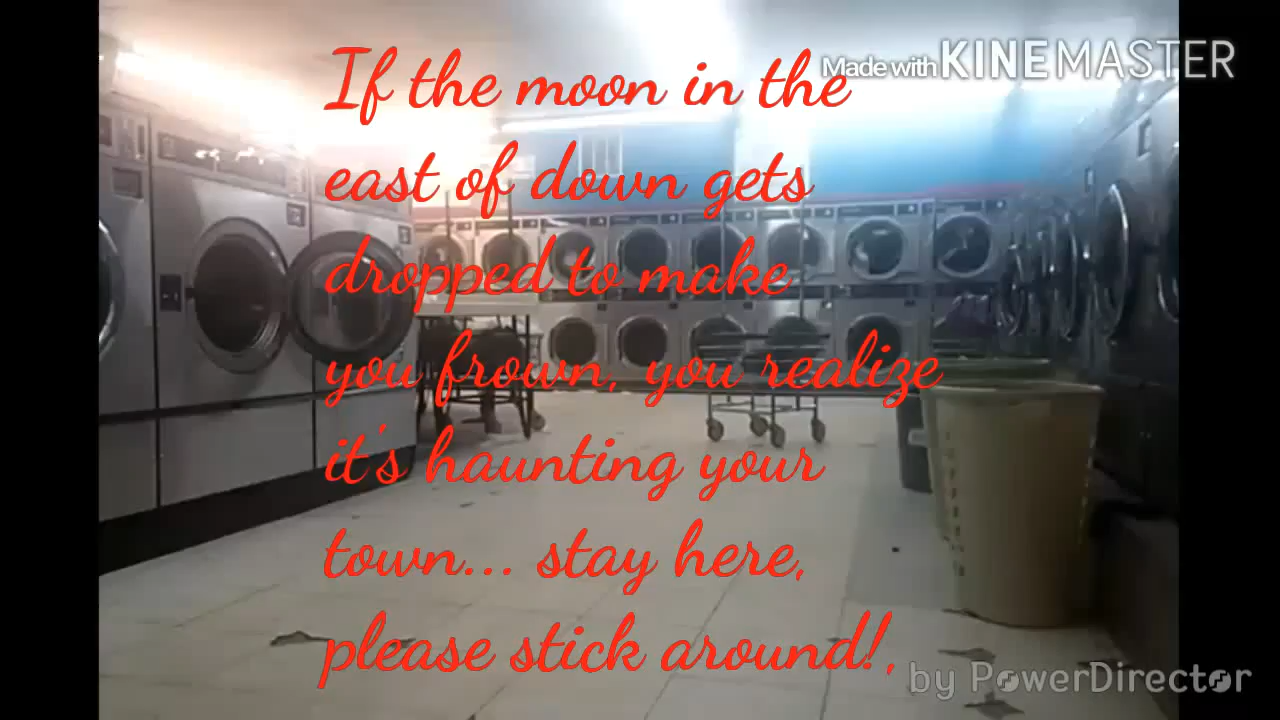 If the moon in the
Made with KINEMASTER
east of down gets
dropped to make
you frown, you realize
it's haunting your
town... stay here,
please stick around!,
by PowerDirector